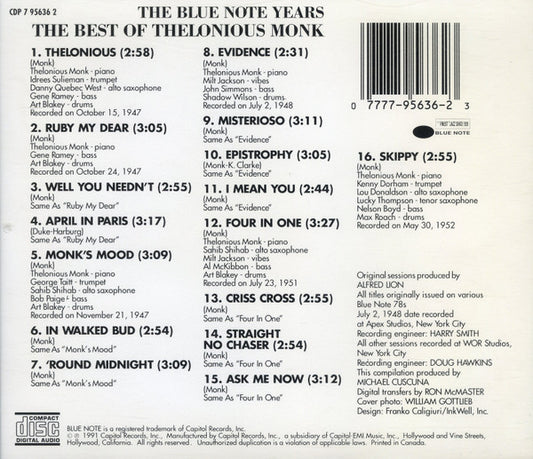 CDP 7 95636 2
THE BLUE NOTE YEARS
THE BEST OF THELONIOUS MONK
1. THELONIOUS (2:58)
(Monk)
Thelonious Monk - piano
Idrees Sulieman - trumpet
Danny Quebec West - alto saxophone
Gene Ramey - bass
Art Blakey - drums
Recorded on October 15, 1947
2. RUBY MY DEAR (3:05)
(Monk)
Thelonious Monk - piano
Gene Ramey - bass
Art Blakey - drums
Recorded on October 24, 1947
3. WELL YOU NEEDN'T (2:55)
(Monk)
Same As "Ruby My Dear"
4. APRIL IN PARIS (3:17)
(Duke-Harburg)
Same As "Ruby My Dear"
5. MONK'S MOOD (3:09)
(Monk)
Thelonious Monk - piano
George Taitt - trumpet
Sahib Shihab - alto saxophone
Bob Paige - bass
Art Blakey - drums
Recorded on November 21, 1947
6. IN WALKED BUD (2:54)
(Monk)
Same As "Monk's Mood"
7. 'ROUND MIDNIGHT (3:09)
(Monk)
Same As "Monk's Mood"
8. EVIDENCE (2:31)
(Monk)
Thelonious Monk - piano
Milt Jackson - vibes
John Simmons - bass
Shadow Wilson - drums
Recorded on July 2, 1948
9. MISTERIOSO (3:11)
(Monk)
Same As "Evidence"
10. EPISTROPHY (3:05)
(Monk-K. Clarke)
Same As "Evidence"
11. I MEAN YOU (2:44)
(Monk)
Same As "Evidence"
12. FOUR IN ONE (3:27)
(Monk)
Thelonious Monk - piano
Sahib Shihab - alto saxophone
Milt Jackson - vibes
Al McKibbon - bass
Art Blakey - drums
Recorded on July 23, 1951
13. CRISS CROSS (2:55)
(Monk)
Same As "Four In One"
14. STRAIGHT
NO CHASER (2:54)
(Monk)
Same As "Four In One"
15. ASK ME NOW (3:12)
(Monk)
Same As "Four In One"
0 7777-95636-2 3
BLUE NOTE
16. SKIPPY (2:55)
(Monk)
Thelonious Monk - piano
Kenny Dorham - trumpet
Lou Donaldson - alto saxophone
Lucky Thompson - tenor saxophone
Nelson Boyd - bass
Max Roach - drums
Recorded on May 30, 1952
Original sessions produced by
ALFRED LION
All titles originally issued on various
Blue Note 78s
July 2, 1948 date recorded
at Apex Studios, New York City
Recording engineer: HARRY SMITH
All other sessions recorded at WOR Studios,
New York City
Recording engineer: DOUG HAWKINS
This compilation produced by
MICHAEL CUSCUNA
Digital transfers by RON McMASTER
Cover photo: WILLIAM GOTTLIEB
Design: Franko Caligiuri/InkWell, Inc.
COMPACT
disc
DIGITAL AUDIO
BLUE NOTE is a registered trademark of Capitol Records, Inc.
© ℗ 1991 Capitol Records, Inc., Manufactured by Capitol Records, Inc., a subsidiary of Capitol-EMI Music, Inc., Hollywood and Vine Streets,
Hollywood, California. All rights reserved. Unauthorized duplication is a violation of applicable laws. Printed in Canada.